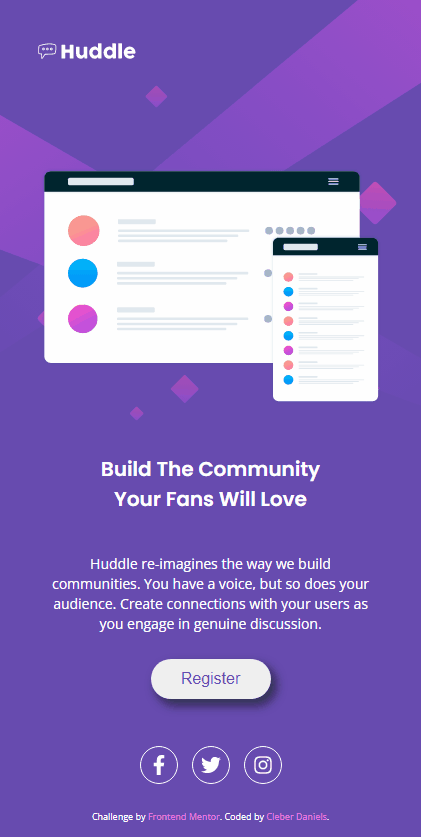 Huddle
Build The Community
Your Fans Will Love
Huddle re-imagines the way we build
communities. You have a voice, but so does your
audience. Create connections with your users as
you engage in genuine discussion.
Register
Challenge by Frontend Mentor. Coded by Cleber Daniels.